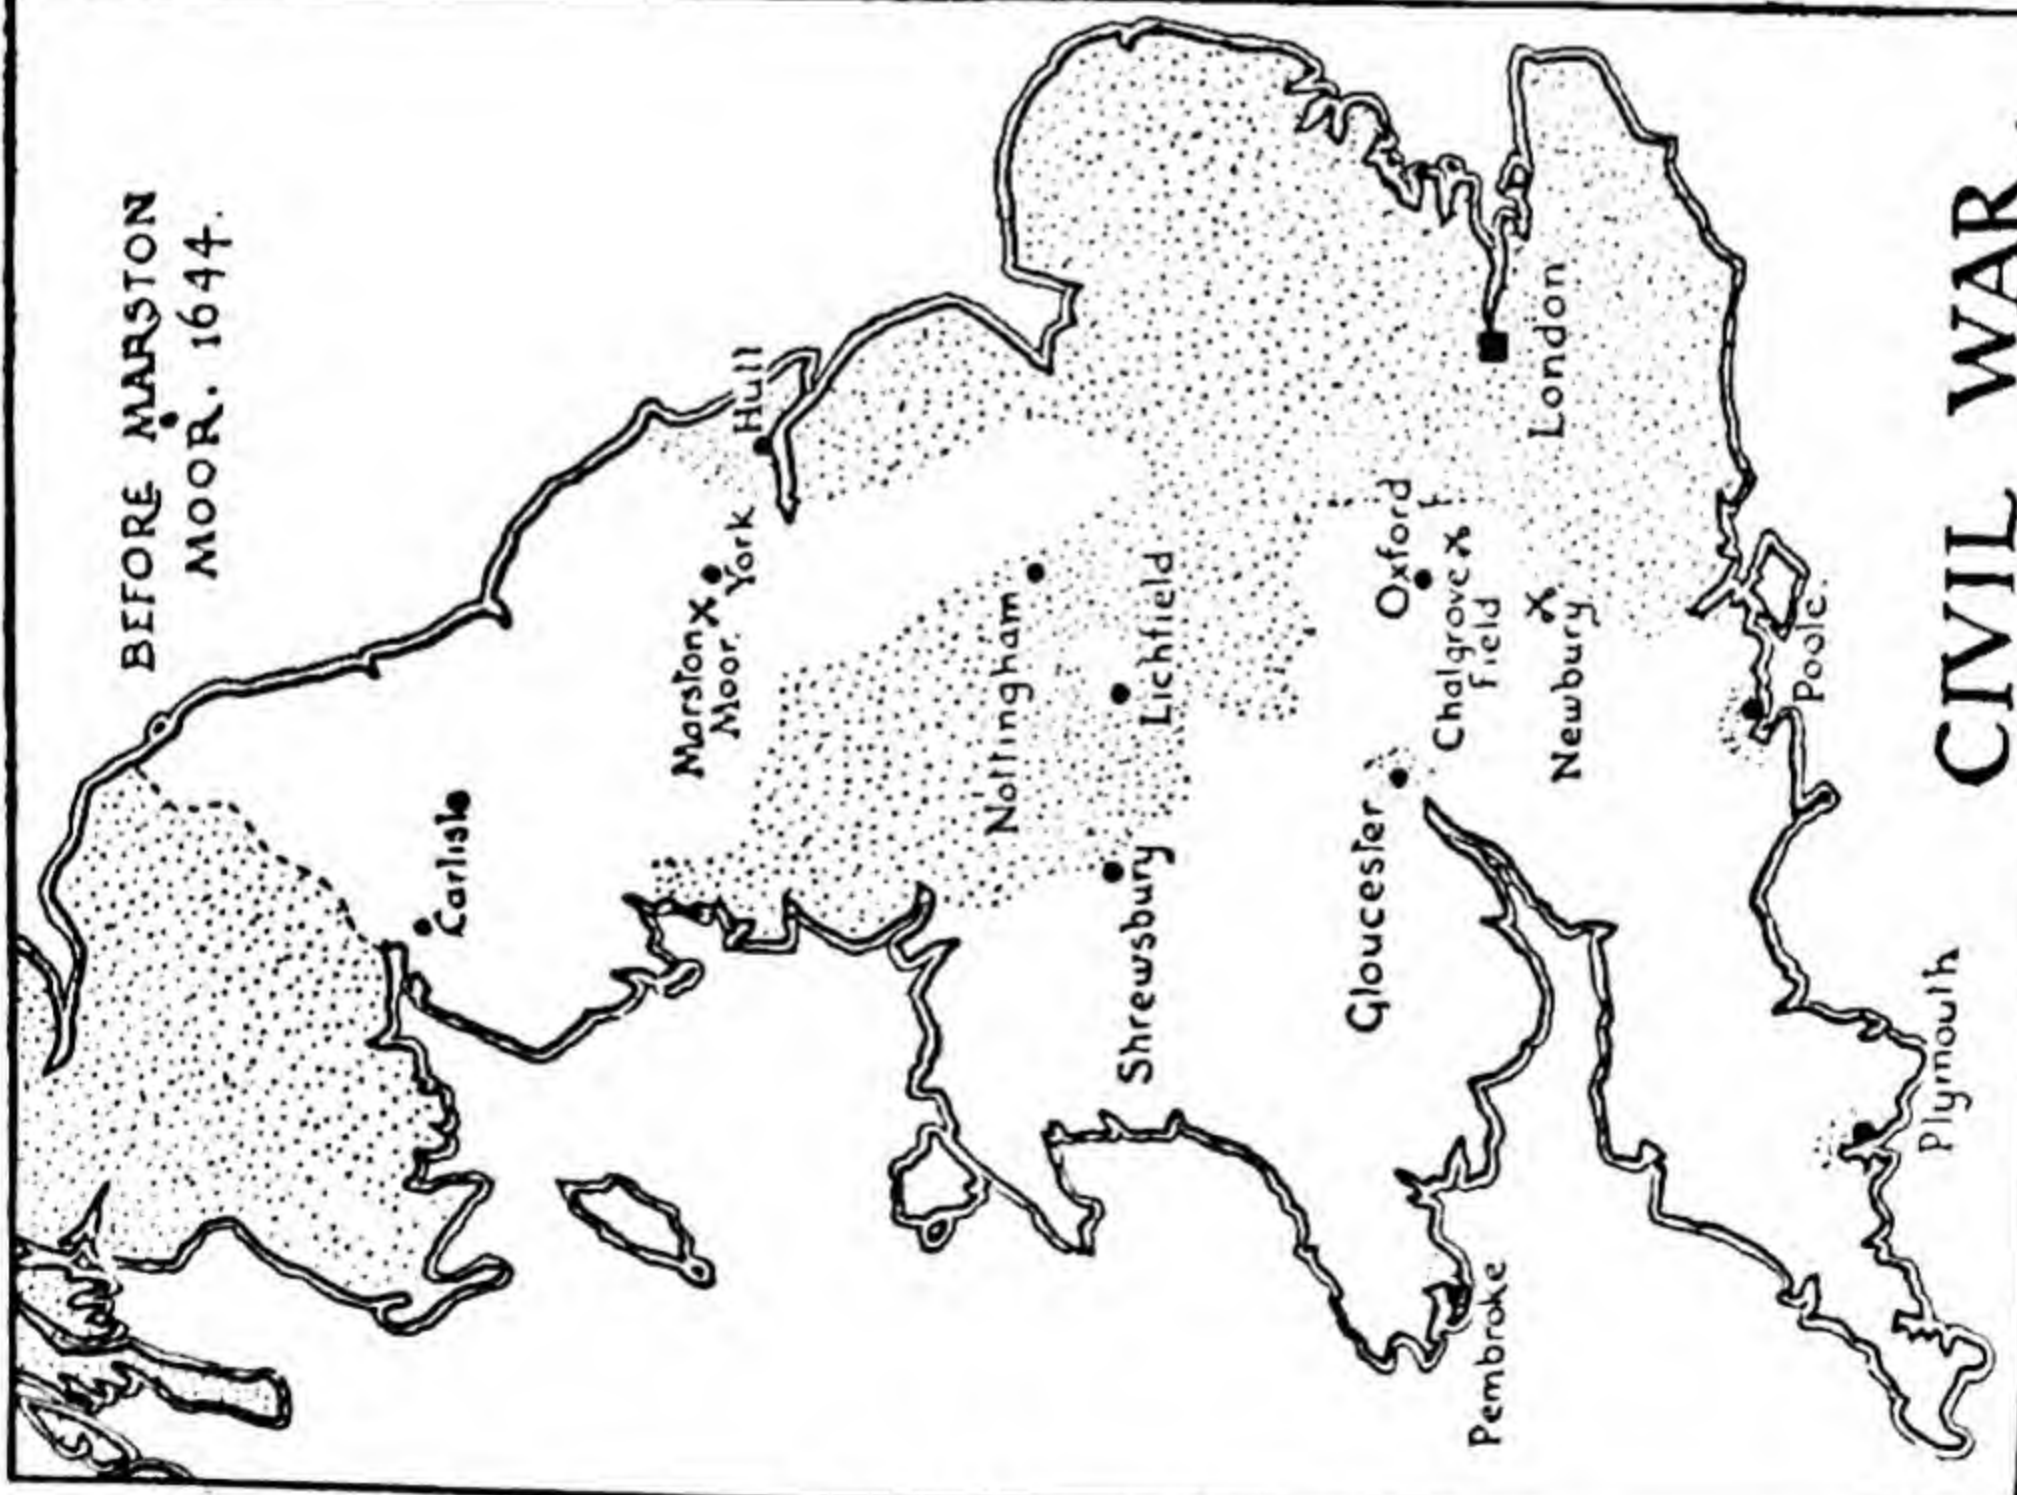 BEFORE MARSTON
MOOR. 1644.
Carlisle
Marston
Moor.
York
Hull
Nottingham
Lichfield
Shrewsbury
Oxford
Chalgrove
Field
Gloucester
Newbury
London
Pembroke
Poole.
Plymouth
CIVIL WAR